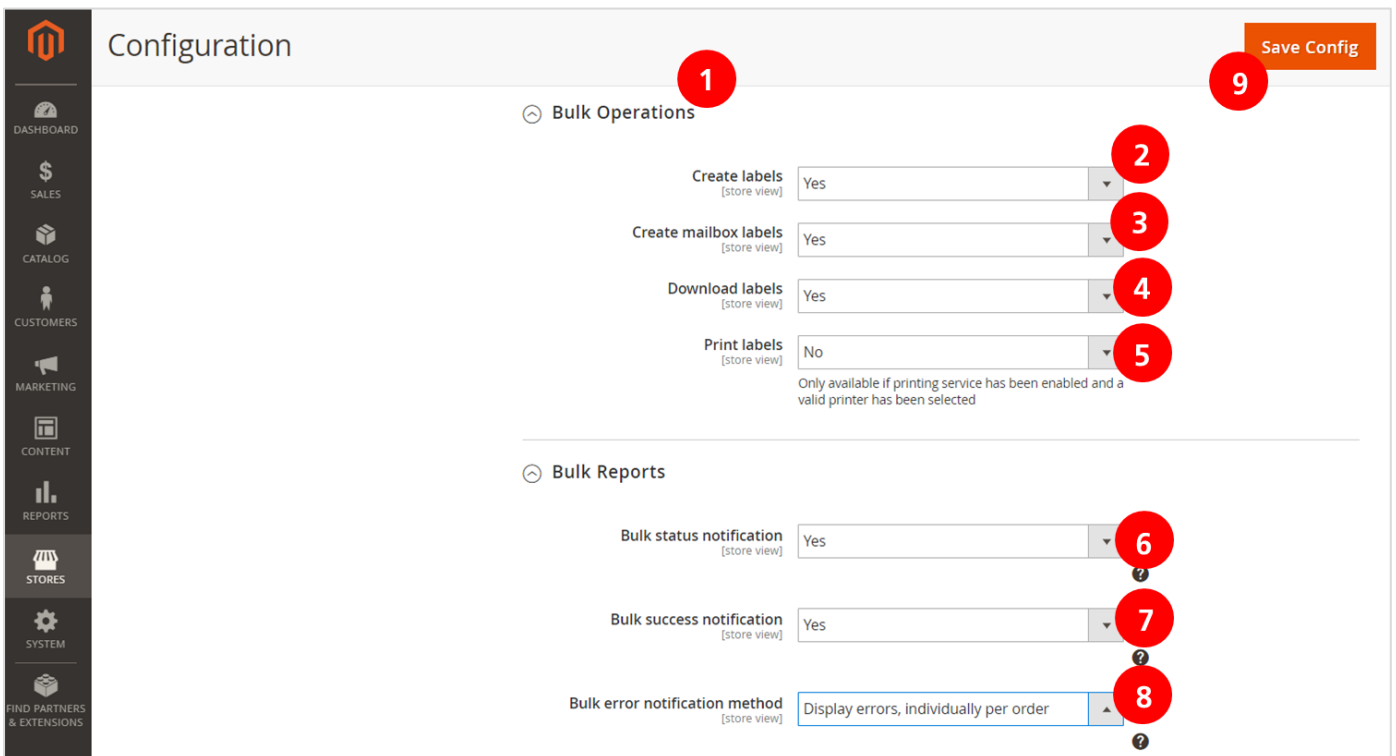 Configuration
Save Config
1
9
DASHBOARD
SALES
CATALOG
CUSTOMERS
MARKETING
CONTENT
REPORTS
STORES
SYSTEM
FIND PARTNERS
& EXTENSIONS
Bulk Operations
Create labels
[store view]
Yes
2
Create mailbox labels
[store view]
Yes
3
Download labels
[store view]
Yes
4
Print labels
[store view]
No
5
Only available if printing service has been enabled and a
valid printer has been selected
Bulk Reports
Bulk status notification
[store view]
Yes
6
?
Bulk success notification
[store view]
Yes
7
?
Bulk error notification method
[store view]
Display errors, individually per order
8
?